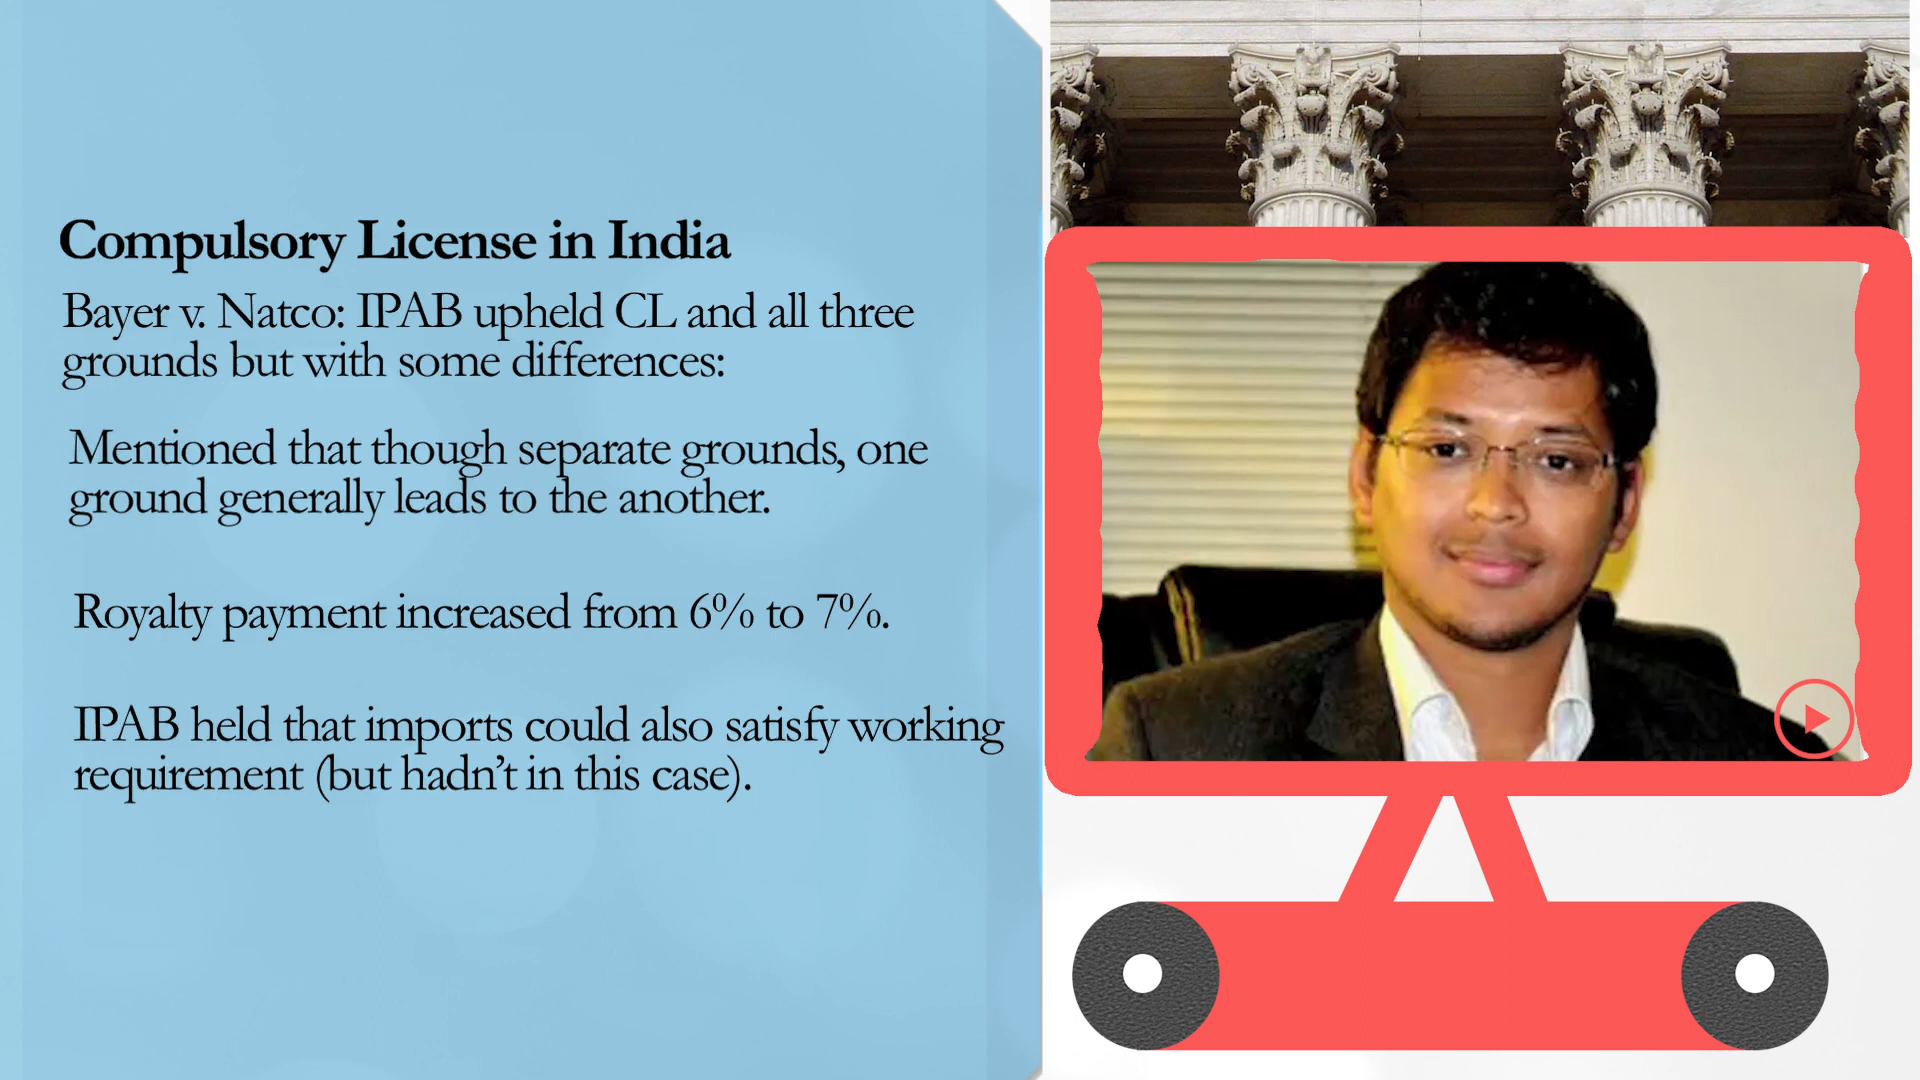 Compulsory License in India
Bayer v. Natco: IPAB upheld CL and all three
grounds but with some differences:
Mentioned that though separate grounds, one
ground generally leads to the another.
Royalty payment increased from 6% to 7%.
IPAB held that imports could also satisfy working
requirement (but hadn’t in this case).